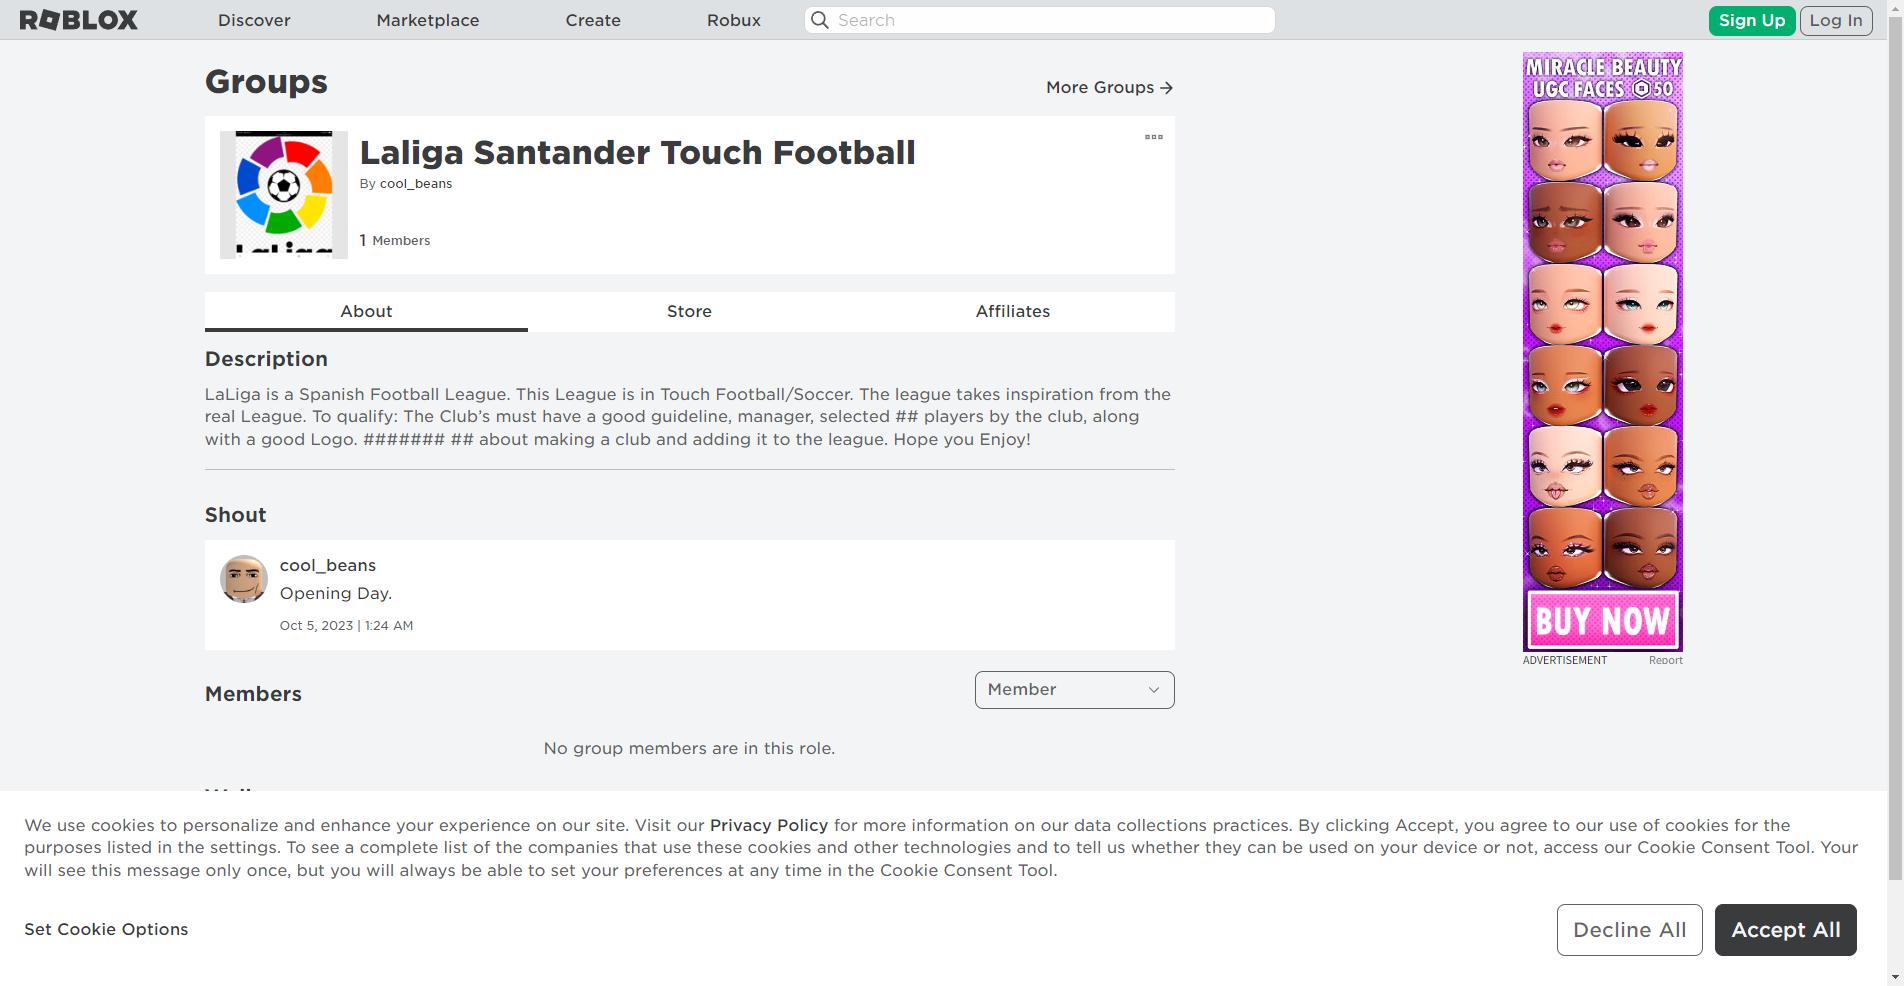 ROBLOX
Discover
Marketplace
Create
Robux
Search
Sign Up
Log In
Groups
More Groups
Laliga Santander Touch Football
By cool_beans
1 Members
About
Store
Affiliates
Description
LaLiga is a Spanish Football League. This League is in Touch Football/Soccer. The league takes inspiration from the
real League. To qualify: The Club’s must have a good guideline, manager, selected ## players by the club, along
with a good Logo. ####### ## about making a club and adding it to the league. Hope you Enjoy!
Shout
cool_beans
Opening Day.
Oct 5, 2023 | 1:24 AM
Members
Member
No group members are in this role.
MIRACLE BEAUTY
UGC FACES 50
BUY NOW
ADVERTISEMENT
Report
We use cookies to personalize and enhance your experience on our site. Visit our Privacy Policy for more information on our data collections practices. By clicking Accept, you agree to our use of cookies for the
purposes listed in the settings. To see a complete list of the companies that use these cookies and other technologies and to tell us whether they can be used on your device or not, access our Cookie Consent Tool. Your
will see this message only once, but you will always be able to set your preferences at any time in the Cookie Consent Tool.
Set Cookie Options
Decline All
Accept All